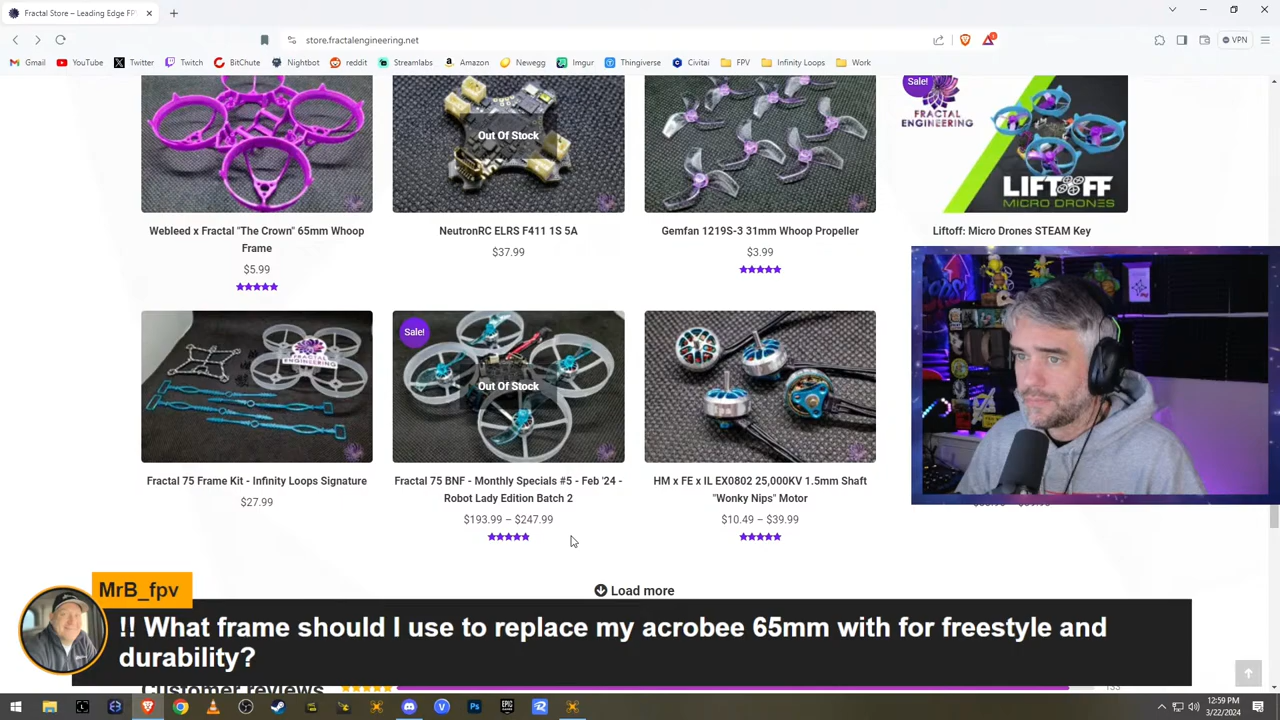 Fractal Store – Leading Edge FP
store.fractalengineering.net
VPN
Gmail
YouTube
Twitter
Twitch
BitChute
Nightbot
reddit
Streamlabs
Amazon
Newegg
Imgur
Thingiverse
Civitai
FPV
Infinity Loops
Work
Out Of Stock
Sale!
FRACTAL
ENGINEERING
LIFTOFF
MICRO DRONES
Webleed x Fractal "The Crown" 65mm Whoop
Frame
$5.99
NeutronRC ELRS F411 1S 5A
$37.99
Gemfan 1219S-3 31mm Whoop Propeller
$3.99
Liftoff: Micro Drones STEAM Key
FRACTAL
Sale!
Out Of Stock
Fractal 75 Frame Kit - Infinity Loops Signature
$27.99
Fractal 75 BNF - Monthly Specials #5 - Feb '24 -
Robot Lady Edition Batch 2
$193.99 – $247.99
HM x FE x IL EX0802 25,000KV 1.5mm Shaft
"Wonky Nips" Motor
$10.49 – $39.99
Load more
MrB_fpv
!! What frame should I use to replace my acrobee 65mm with for freestyle and
durability?
Customer reviews
133
12:59 PM
3/22/2024